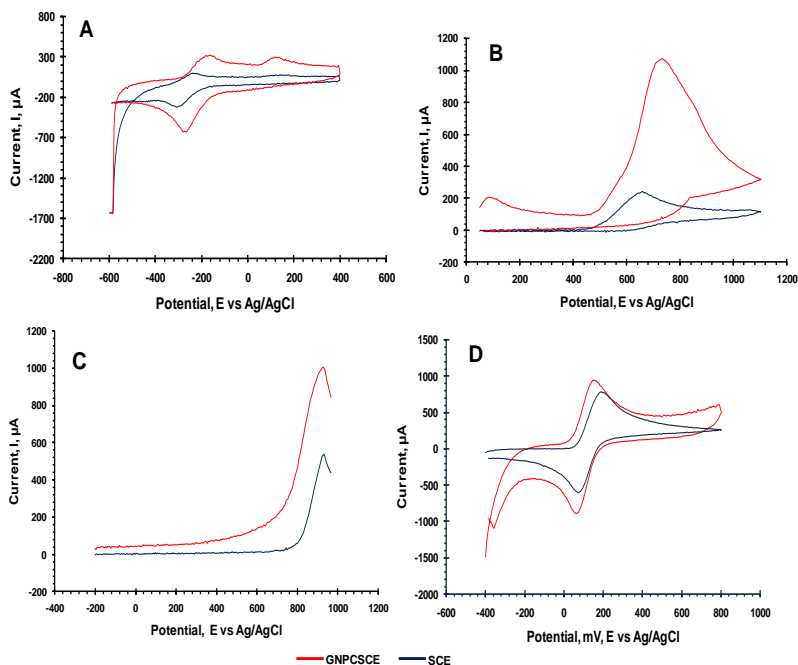 A
Current, I, µA
800
300
-200
-700
-1200
-1700
-2200
-800 -600 -400 -200 0 200 400 600
Potential, E vs Ag/AgCl
B
Current, I, µA
1200
1000
800
600
400
200
0
-200
0 200 400 600 800 1000 1200
Potential, E vs Ag/AgCl
C
Current, I, µA
1200
1000
800
600
400
200
0
-200
-400 -200 0 200 400 600 800 1000 1200
Potential, E vs Ag/AgCl
D
Current, I, µA
1500
1000
500
0
-500
-1000
-1500
-2000
-600 -400 -200 0 200 400 600 800 1000
Potential, mV, E vs Ag/AgCl
GNPCSCE SCE